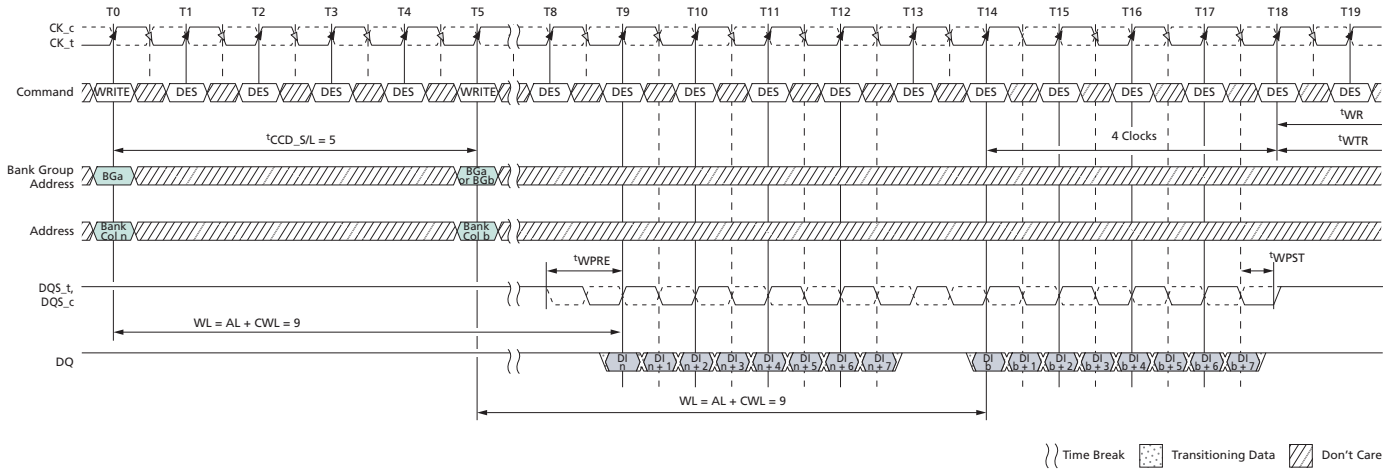 T0 T1 T2 T3 T4 T5 T8 T9 T10 T11 T12 T13 T14 T15 T16 T17 T18 T19
CK_c
CK_t
Command WRITE DES DES DES DES WRITE DES DES DES DES DES DES DES DES DES DES DES DES
tWR
tCCD_S/L = 5
4 Clocks
tWTR
Bank Group
Address
BGa
BGa
or BGb
Address
Bank
Col n
Bank
Col b
tWPRE
tWPST
DQS_t,
DQS_c
WL = AL + CWL = 9
DQ
DI
n
DI
n + 1
DI
n + 2
DI
n + 3
DI
n + 4
DI
n + 5
DI
n + 6
DI
n + 7
DI
b
DI
b + 1
DI
b + 2
DI
b + 3
DI
b + 4
DI
b + 5
DI
b + 6
DI
b + 7
WL = AL + CWL = 9
Time Break Transitioning Data Don't Care